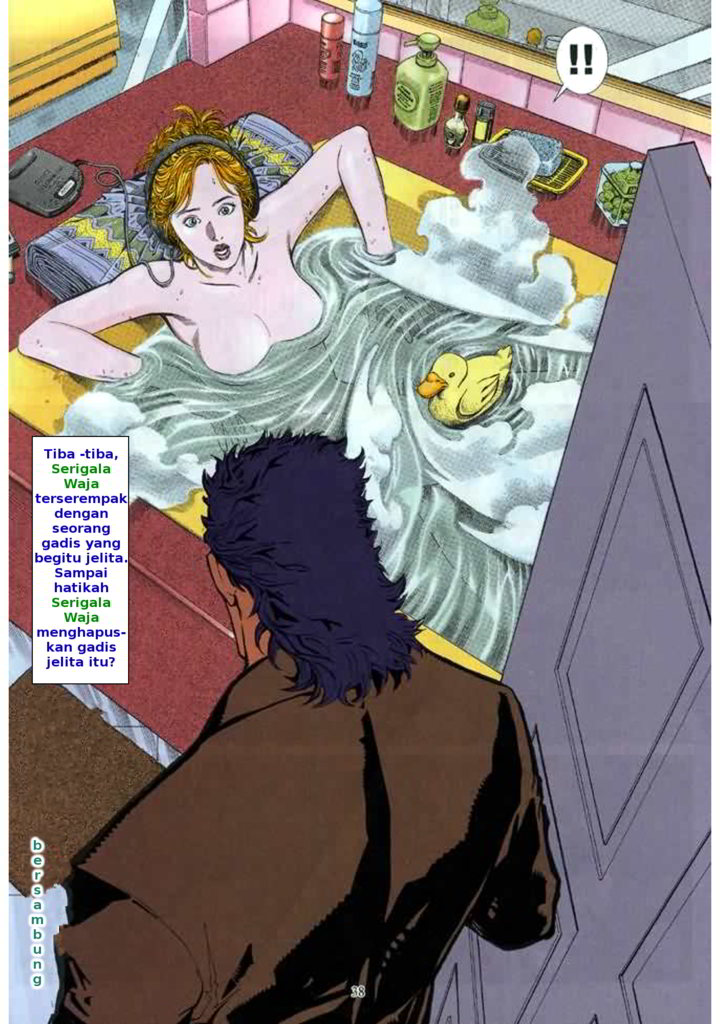 !!
Tiba -tiba,
Serigala
Waja
terserempak
dengan
seorang
gadis yang
begitu jelita.
Sampai
hatikah
Serigala
Waja
menghapus-
kan gadis
jelita itu?
bersambung
38